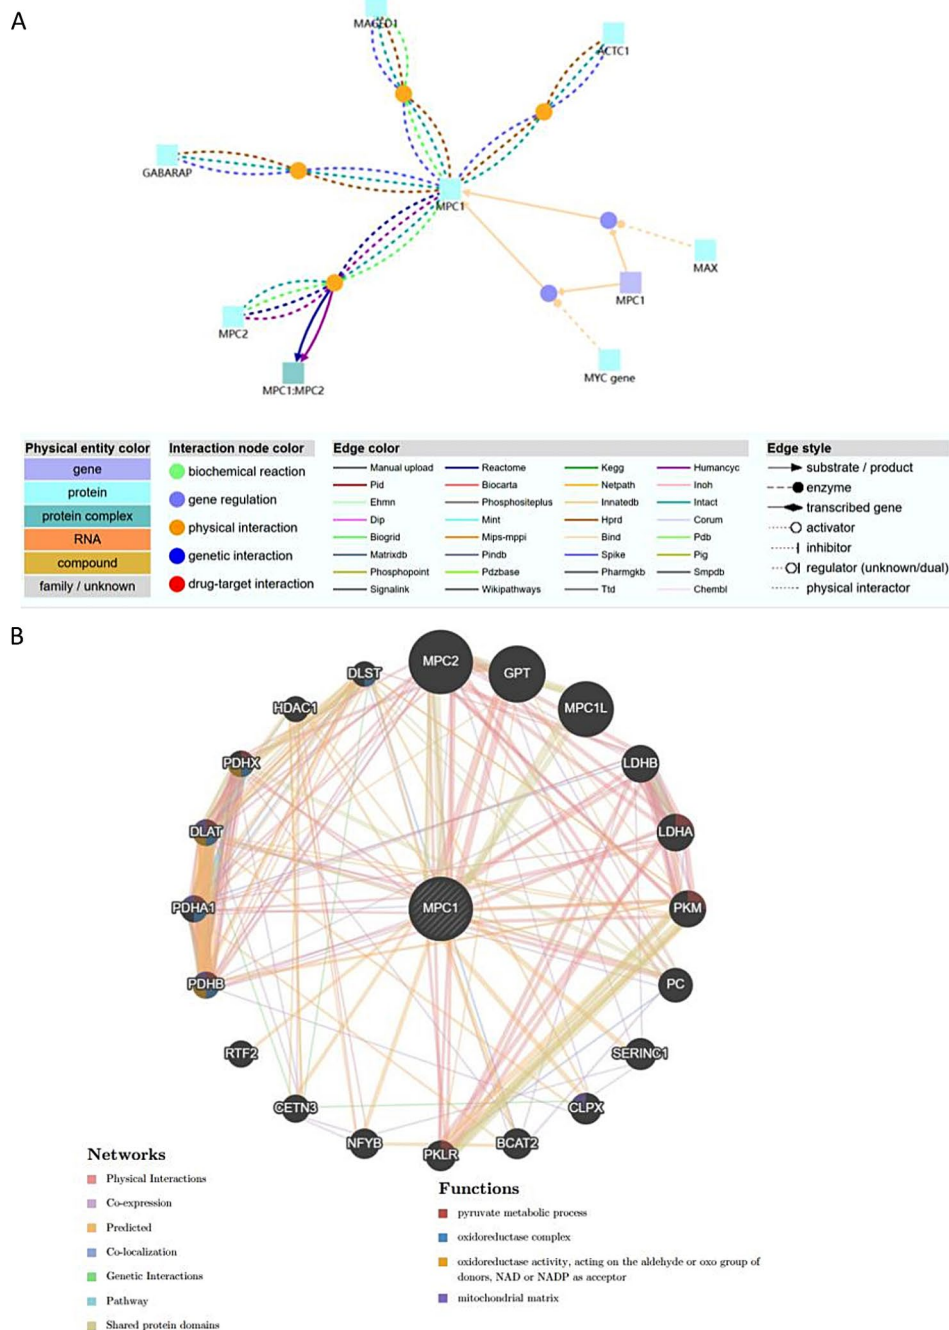 A
MAGED1
ACTC1
GABARAP
MPC1
MAX
MPC1
MPC2
MPC1:MPC2
MYC gene
Physical entity color
gene
protein
protein complex
RNA
compound
family / unknown
Interaction node color
biochemical reaction
gene regulation
physical interaction
genetic interaction
drug-target interaction
Edge color
Manual upload Reactome Kegg Humancyc
Pid Biocarta Netpath Inoh
Ehmn Phosphositeplus Innatedb Intact
Dip Mint Hprd Corum
Biogrid Mips-mppi Bind Pdb
Matrixdb Pindb Spike Pig
Phosphopoint Pdzbase Pharmgkb Smpdb
Signalink Wikipathways Ttd Chembl
Edge style
substrate / product
enzyme
transcribed gene
activator
inhibitor
regulator (unknown/dual)
physical interactor
B
MPC2
GPT
MPC1L
DLST
HDAC1
PDHX
LDHB
DLAT
LDHA
PDHA1
MPC1
PKM
PDHB
PC
RTF2
SERINC1
CETN3
CLPX
NFYB
PKLR
BCAT2
Networks
Physical Interactions
Co-expression
Predicted
Co-localization
Genetic Interactions
Pathway
Shared protein domains
Functions
pyruvate metabolic process
oxidoreductase complex
oxidoreductase activity, acting on the aldehyde or oxo group of
donors, NAD or NADP as acceptor
mitochondrial matrix